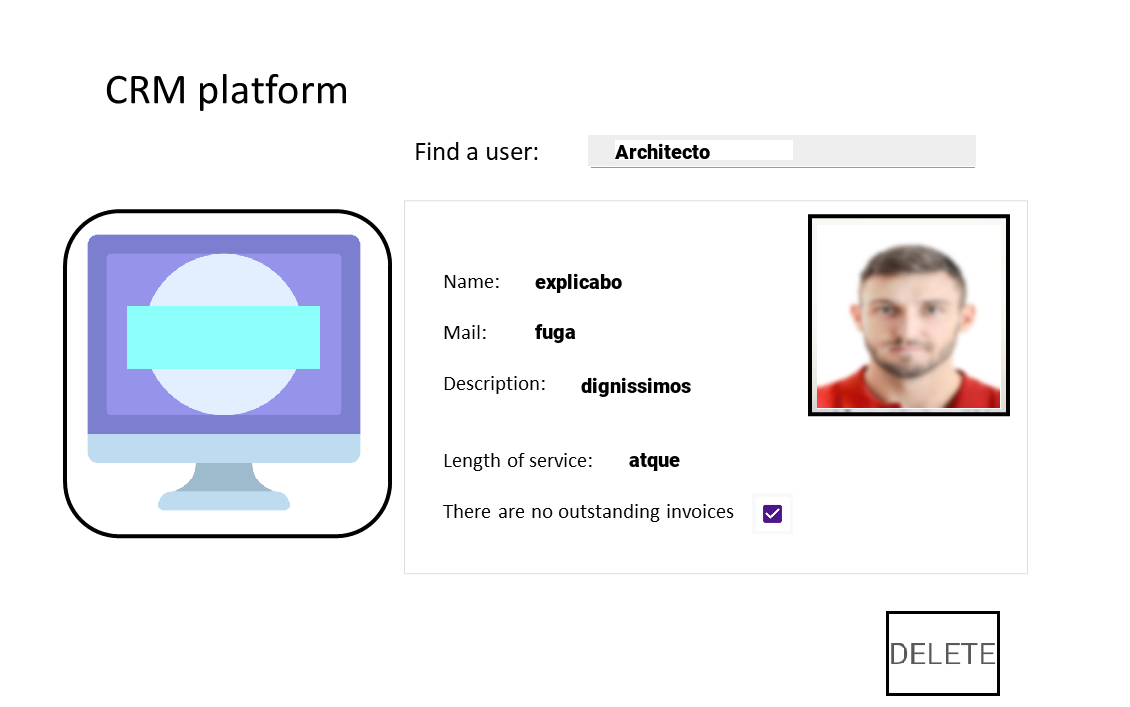 CRM platform
Find a user: Architecto
Name: explicabo
Mail: fuga
Description: dignissimos
Length of service: atque
There are no outstanding invoices
DELETE